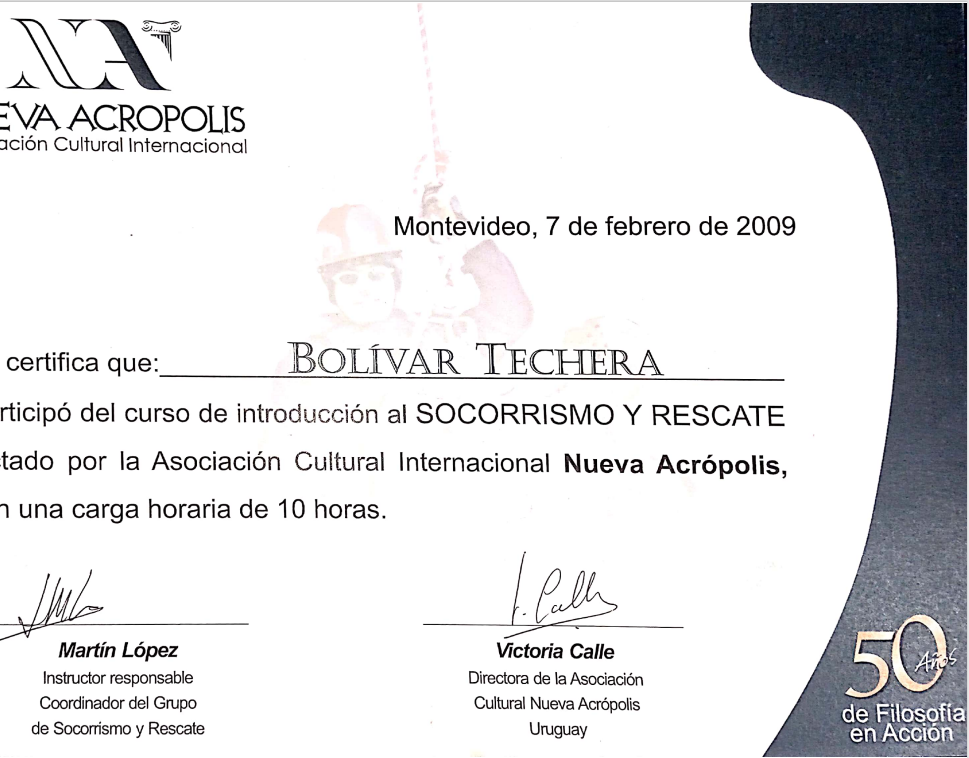 NA
EVA ACROPOLIS
ación Cultural Internacional
Montevideo, 7 de febrero de 2009
certifica que: BOLÍVAR TECHERA
rticipó del curso de introducción al SOCORRISMO Y RESCATE
tado por la Asociación Cultural Internacional Nueva Acrópolis,
n una carga horaria de 10 horas.
V. Calle
Martín López
Instructor responsable
Coordinador del Grupo
de Socorrismo y Rescate
Victoria Calle
Directora de la Asociación
Cultural Nueva Acrópolis
Uruguay
50 Años
de Filosofía
en Acción